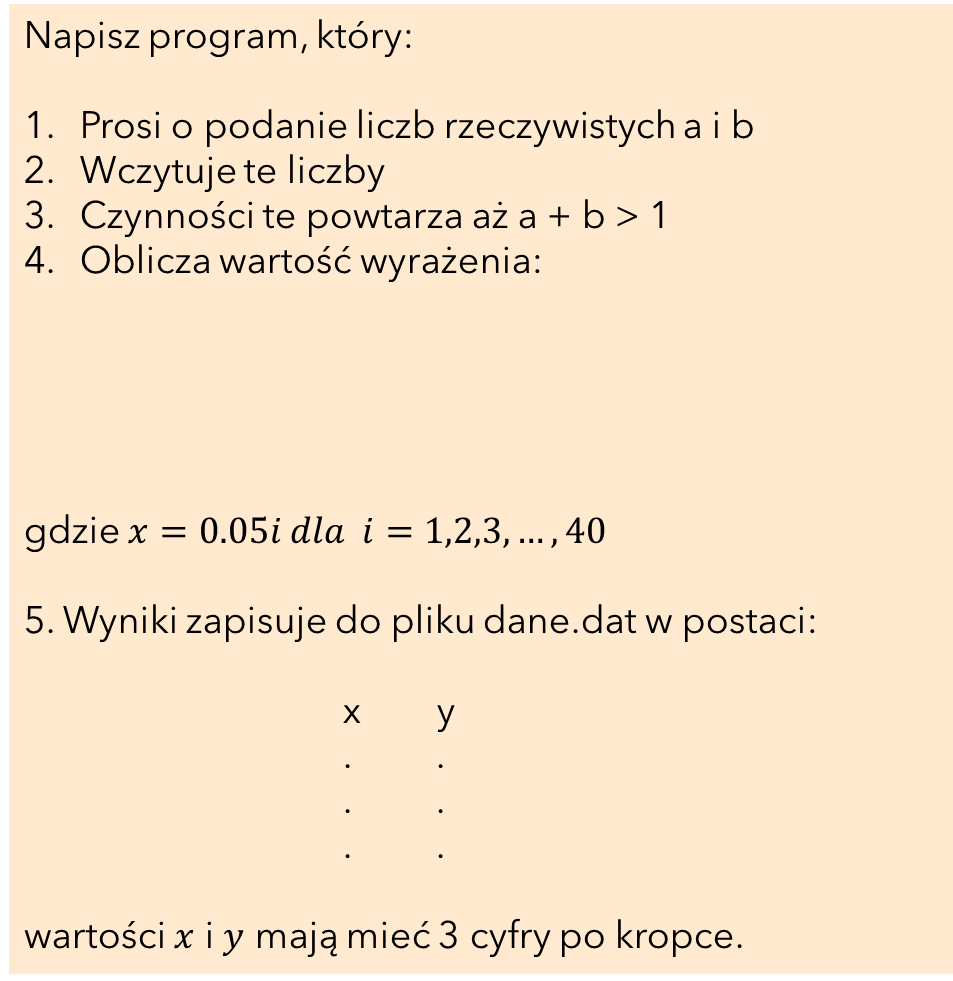 Napisz program, który:
1. Prosi o podanie liczb rzeczywistych a i b
2. Wczytuje te liczby
3. Czynności te powtarza aż a + b > 1
4. Oblicza wartość wyrażenia:
gdzie x = 0.05i dla i = 1,2,3, … , 40
5. Wyniki zapisuje do pliku dane.dat w postaci:
x y
. .
. .
. .
wartości x i y mają mieć 3 cyfry po kropce.